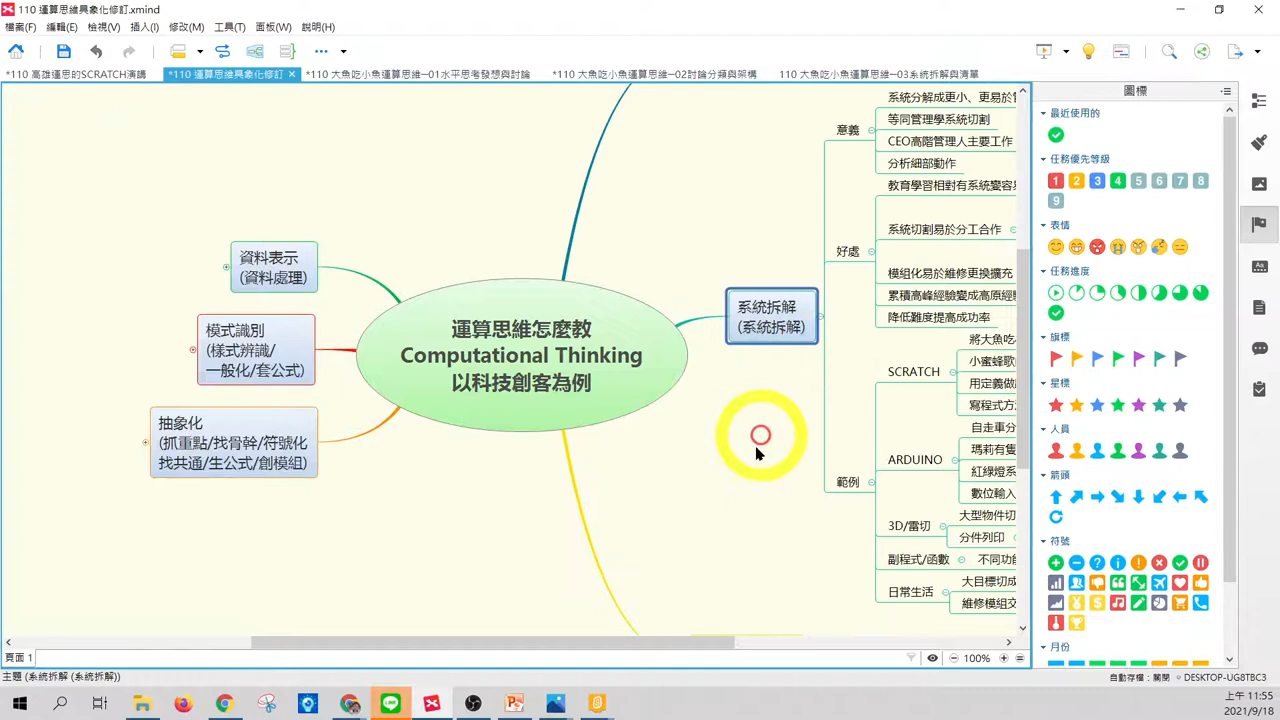 110 運算思維具象化修訂.xmind
檔案(F) 編輯(E) 檢視(V) 插入(I) 修改(M) 工具(T) 面板(W) 說明(H)
*110 高雄運思的SCRATCH演講 *110 運算思維具象化修訂 *110 大魚吃小魚運算思維─01水平思考發想與討論 *110 大魚吃小魚運算思維─02討論分類與架構 110 大魚吃小魚運算思維─03系統拆解與清單
資料表示
(資料處理)
模式識別
(樣式辨識/
一般化/套公式)
抽象化
(抓重點/找骨幹/符號化
找共通/生公式/創模組)
運算思維怎麼教
Computational Thinking
以科技創客為例
系統拆解
(系統拆解)
意義
系統分解成更小、更易於
等同管理學系統切割
CEO高階管理人主要工作
分析細部動作
好處
教育學習相對有系統變容易
系統切割易於分工合作
模組化易於維修更換擴充
累積高峰經驗變成高原經驗
降低難度提高成功率
範例
SCRATCH
將大魚吃
小蜜蜂歌
用定義做
寫程式方
ARDUINO
自走車分
瑪莉有隻
紅綠燈系
數位輸入
3D/雷切
大型物件切
分件列印
副程式/函數
不同功能
日常生活
大目標切成
維修模組交
圖標
最近使用的
任務優先等級
1 2 3 4 5 6 7 8
9
表情
任務進度
旗標
星標
人員
箭頭
符號
月份
頁面 1
100%
主題 (系統拆解 (系統拆解))
自動存檔：關閉
DESKTOP-UG8TBC3
上午 11:55
2021/9/18